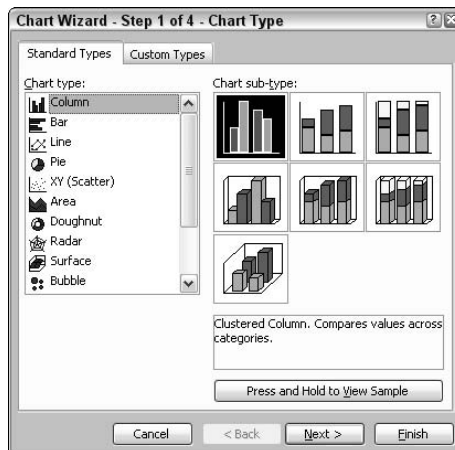 Chart Wizard - Step 1 of 4 - Chart Type
Standard Types
Custom Types
Chart type:
Column
Bar
Line
Pie
XY (Scatter)
Area
Doughnut
Radar
Surface
Bubble
Chart sub-type:
Clustered Column. Compares values across
categories.
Press and Hold to View Sample
Cancel
< Back
Next >
Finish